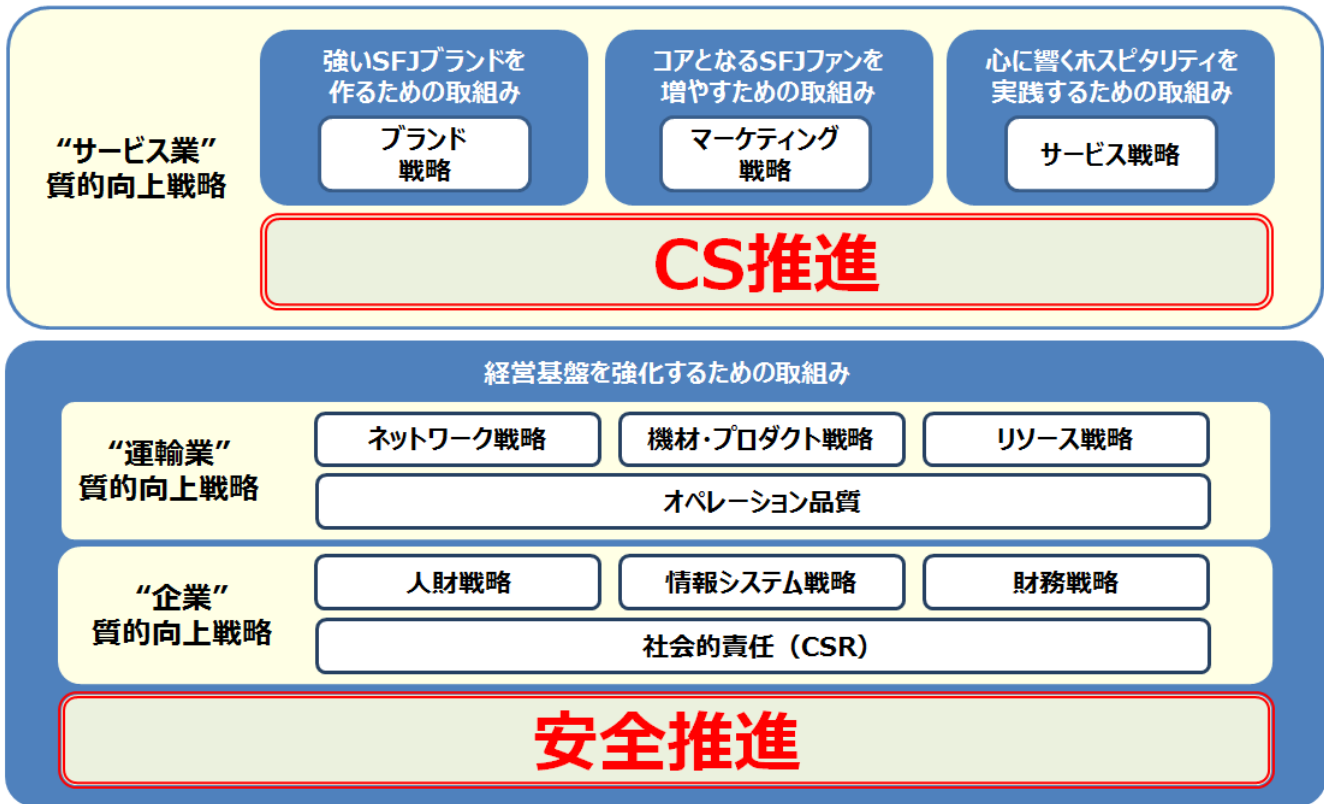 強いSFJブランドを
作るための取組み
ブランド
戦略
コアとなるSFJファンを
増やすための取組み
マーケティング
戦略
心に響くホスピタリティを
実践するための取組み
サービス戦略
“サービス業”
質的向上戦略
CS推進
経営基盤を強化するための取組み
“運輸業”
質的向上戦略
ネットワーク戦略
機材・プロダクト戦略
リソース戦略
オペレーション品質
“企業”
質的向上戦略
人財戦略
情報システム戦略
財務戦略
社会的責任（CSR）
安全推進